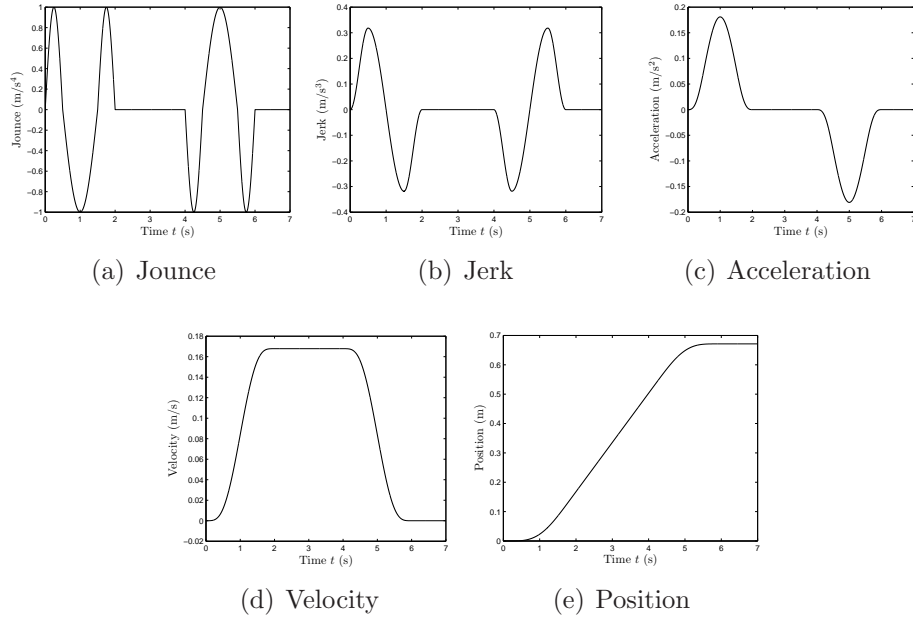 1
0.8
0.6
0.4
0.2
0
−0.2
−0.4
−0.6
−0.8
−1
Jounce (m/s⁴)
0 1 2 3 4 5 6 7
Time t (s)
(a) Jounce
0.4
0.3
0.2
0.1
0
−0.1
−0.2
−0.3
−0.4
Jerk (m/s³)
0 1 2 3 4 5 6 7
Time t (s)
(b) Jerk
0.2
0.15
0.1
0.05
0
−0.05
−0.1
−0.15
−0.2
Acceleration (m/s²)
0 1 2 3 4 5 6 7
Time t (s)
(c) Acceleration
0.18
0.16
0.14
0.12
0.1
0.08
0.06
0.04
0.02
0
−0.02
Velocity (m/s)
0 1 2 3 4 5 6 7
Time t (s)
(d) Velocity
0.7
0.6
0.5
0.4
0.3
0.2
0.1
0
Position (m)
0 1 2 3 4 5 6 7
Time t (s)
(e) Position